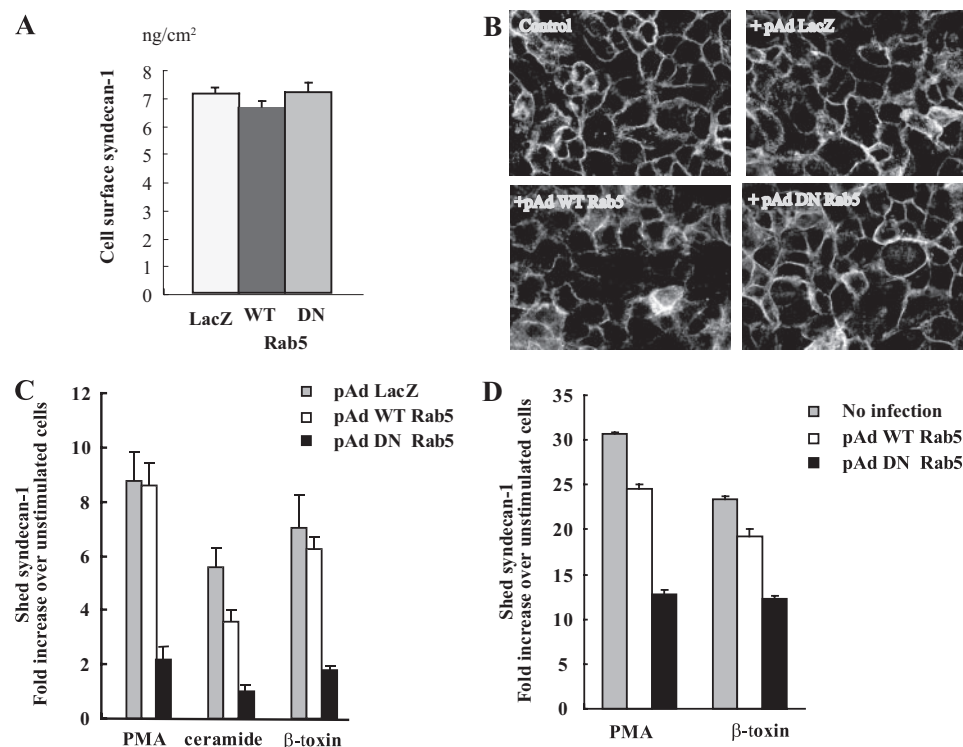 A
ng/cm²
Cell surface syndecan-1
8
7
6
5
4
3
2
1
0
LacZ WT DN
Rab5
B
Control
+ pAd LacZ
+pAd WT Rab5
+ pAd DN Rab5
C
Shed syndecan-1
Fold increase over unstimulated cells
12
10
8
6
4
2
0
pAd LacZ
pAd WT Rab5
pAd DN Rab5
PMA ceramide β-toxin
D
Shed syndecan-1
Fold increase over unstimulated cells
35
30
25
20
15
10
5
0
No infection
pAd WT Rab5
pAd DN Rab5
PMA β-toxin